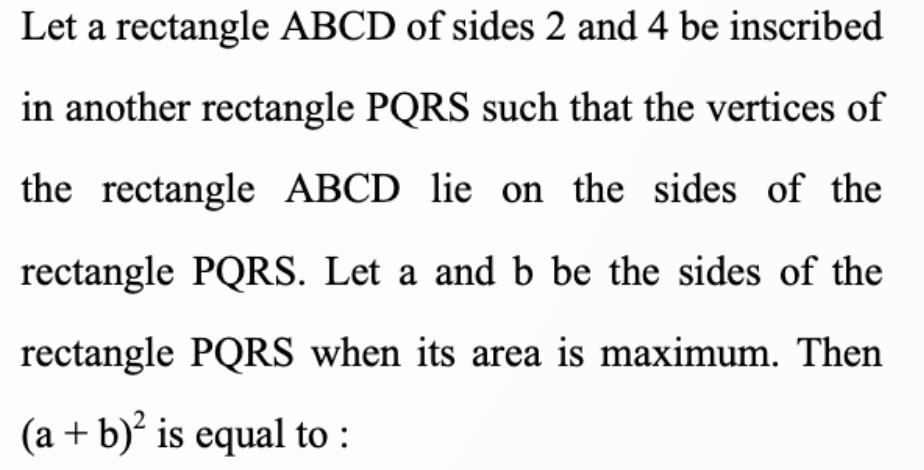 Let a rectangle ABCD of sides 2 and 4 be inscribed
in another rectangle PQRS such that the vertices of
the rectangle ABCD lie on the sides of the
rectangle PQRS. Let a and b be the sides of the
rectangle PQRS when its area is maximum. Then
(a + b)² is equal to :